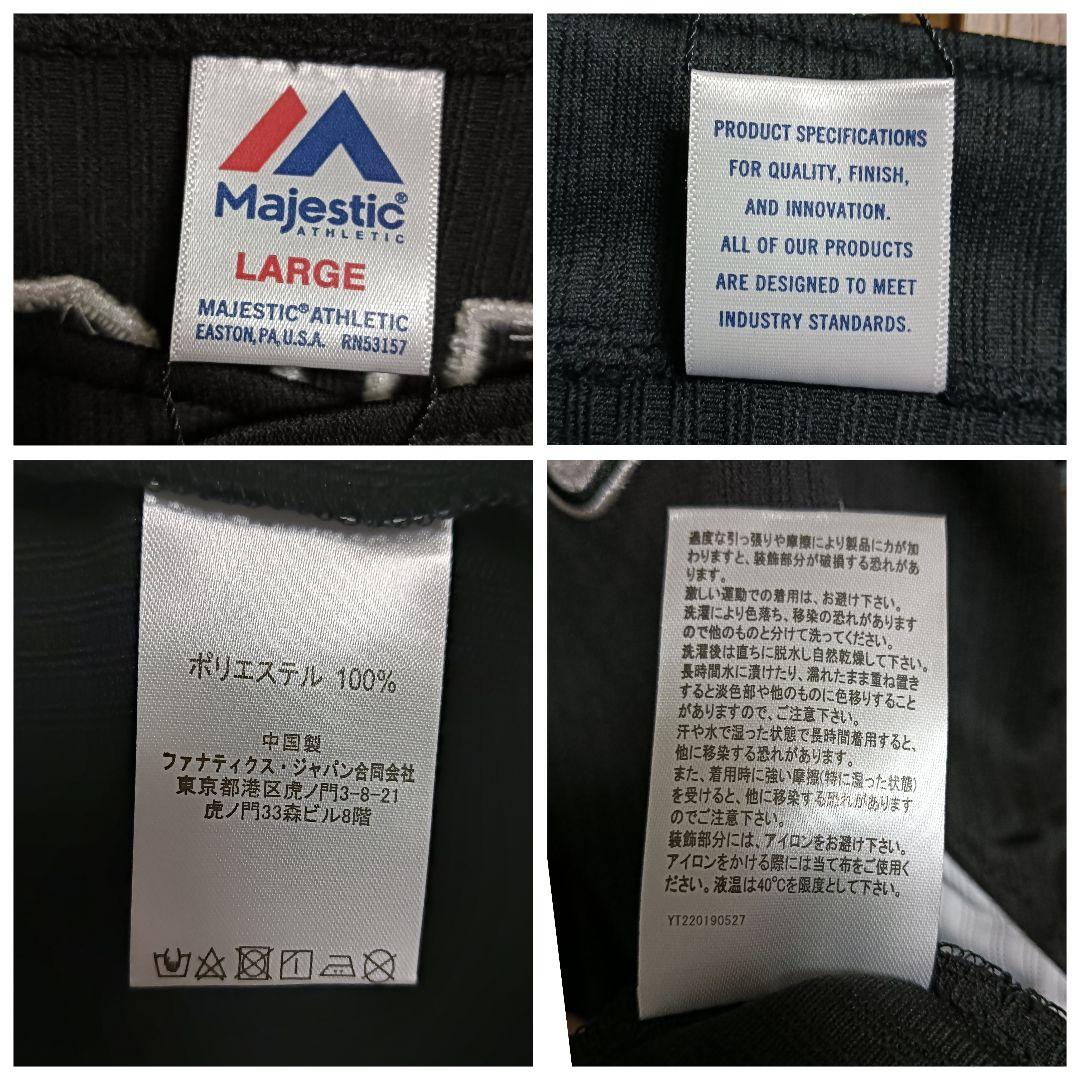 Majestic®
ATHLETIC
LARGE
MAJESTIC® ATHLETIC
EASTON, PA, U.S.A. RN53157
PRODUCT SPECIFICATIONS
FOR QUALITY, FINISH,
AND INNOVATION.
ALL OF OUR PRODUCTS
ARE DESIGNED TO MEET
INDUSTRY STANDARDS.
ポリエステル 100%
中国製
ファナティクス・ジャパン合同会社
東京都港区虎ノ門3-8-21
虎ノ門33森ビル8階
過度な引っ張りや摩擦により製品に力が加
わりますと、装飾部分が破損する恐れがあ
ります。
激しい運動での着用は、お避け下さい。
洗濯により色落ち、移染の恐れがあります
ので他のものと分けて洗ってください。
洗濯後は直ちに脱水し自然乾燥して下さい。
長時間水に漬けたり、濡れたまま重ね置き
すると淡色部や他のものに色移りすること
がありますので、ご注意下さい。
汗や水で湿った状態で長時間着用すると、
他に移染する恐れがあります。
また、着用時に強い摩擦(特に湿った状態)
を受けると、他に移染する恐れがあります
のでご注意下さい。
装飾部分には、アイロンをお避け下さい。
アイロンをかける際には当て布をご使用く
ださい。液温は40℃を限度として下さい。
YT220190527